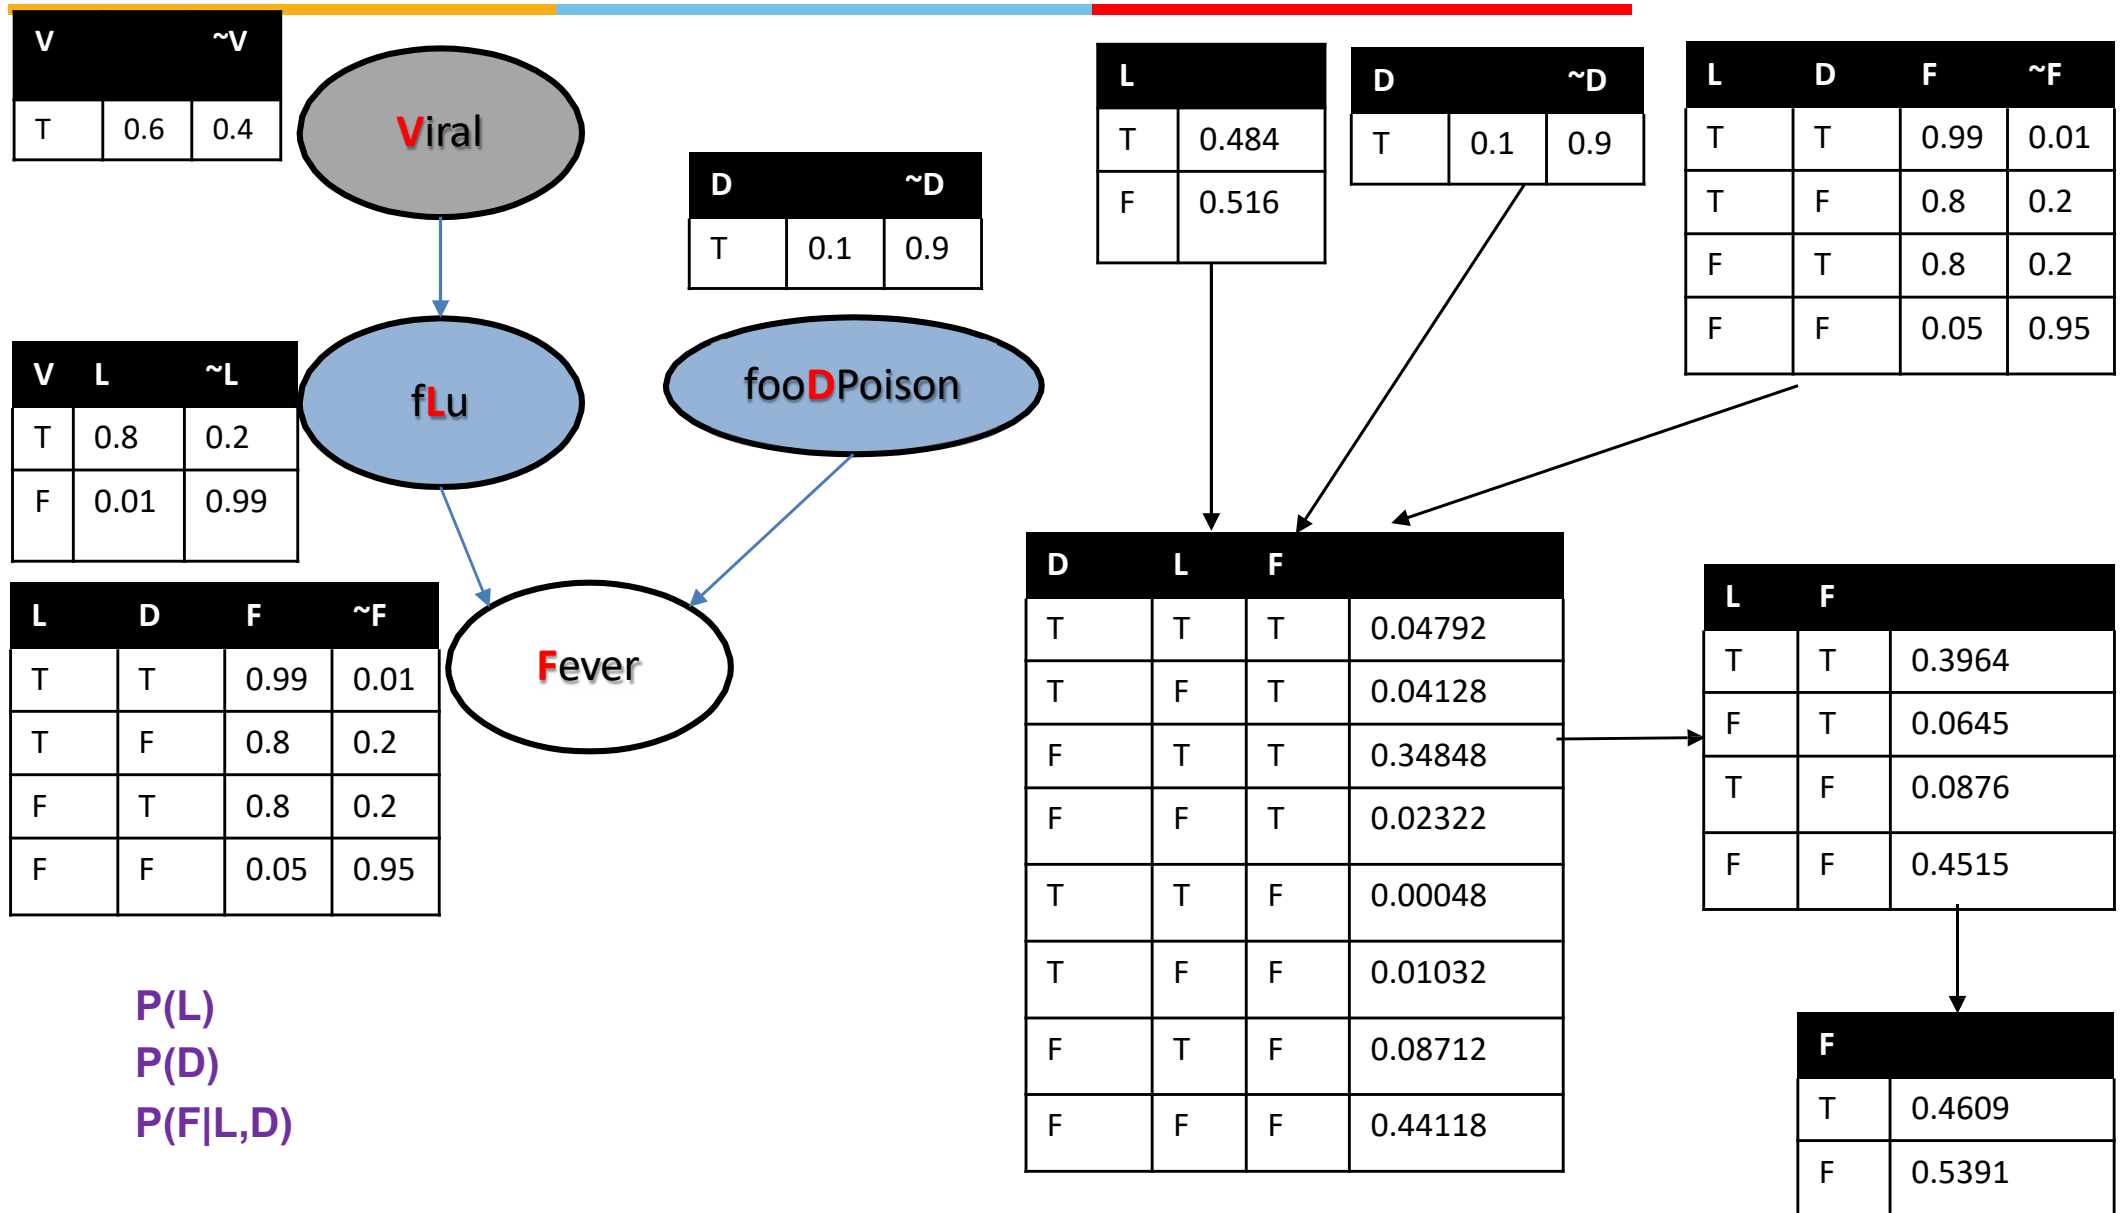 V ~V
T 0.6 0.4
Viral
D ~D
T 0.1 0.9
V L ~L
T 0.8 0.2
F 0.01 0.99
fLu
fooDPoison
L D F ~F
T T 0.99 0.01
T F 0.8 0.2
F T 0.8 0.2
F F 0.05 0.95
Fever
P(L)
P(D)
P(F|L,D)
L
T 0.484
F 0.516
D ~D
T 0.1 0.9
L D F ~F
T T 0.99 0.01
T F 0.8 0.2
F T 0.8 0.2
F F 0.05 0.95
D L F
T T T 0.04792
T F T 0.04128
F T T 0.34848
F F T 0.02322
T T F 0.00048
T F F 0.01032
F T F 0.08712
F F F 0.44118
L F
T T 0.3964
F T 0.0645
T F 0.0876
F F 0.4515
F
T 0.4609
F 0.5391